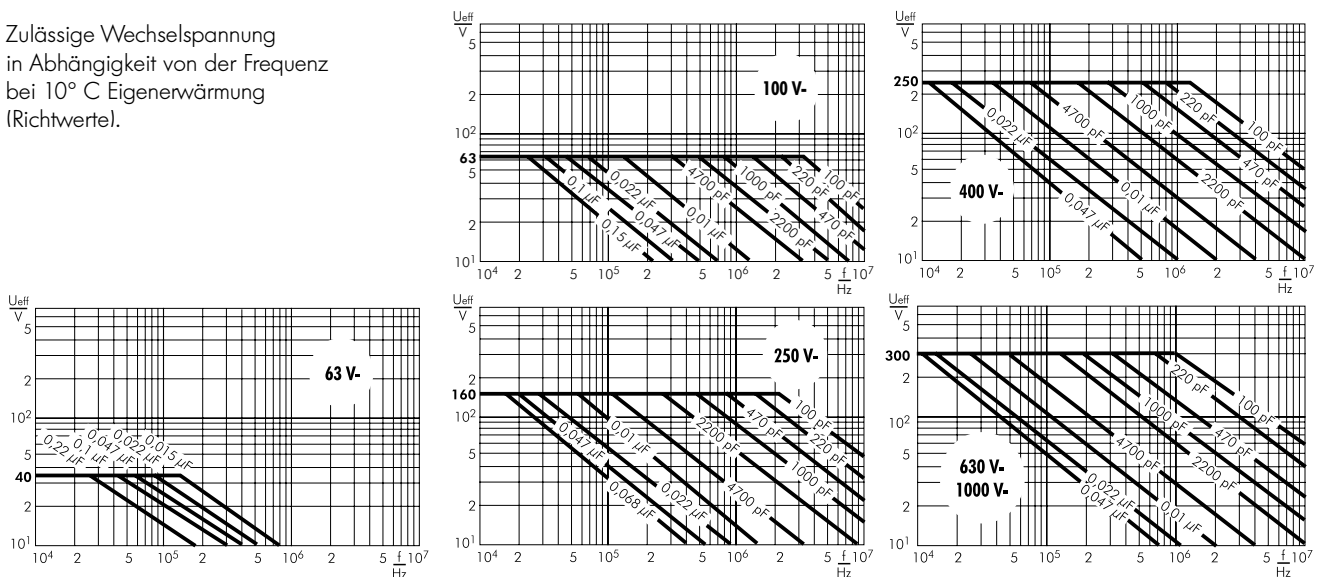 Zulässige Wechselspannung
in Abhängigkeit von der Frequenz
bei 10° C Eigenerwärmung
(Richtwerte).
Ueff
V
5
2
10²
63
5
2
10¹
100 V-
0,1 µF
0,15 µF
0,022 µF
0,047 µF
4700 pF
0,01 µF
1000 pF
2200 pF
220 pF
470 pF
100 pF
10⁴ 2 5 10⁵ 2 5 10⁶ 2 5 f 10⁷
Hz
Ueff
V
5
250
2
10²
5
2
10¹
400 V-
0,022 µF
0,047 µF
4700 pF
0,01 µF
1000 pF
2200 pF
220 pF
470 pF
100 pF
10⁴ 2 5 10⁵ 2 5 10⁶ 2 5 f 10⁷
Hz
Ueff
V
5
2
10²
5
40
2
10¹
63 V-
0,22 µF
0,1 µF
0,047 µF
0,022 µF
0,015 µF
10⁴ 2 5 10⁵ 2 5 10⁶ 2 5 f 10⁷
Hz
Ueff
V
5
2
160
10²
5
2
10¹
250 V-
0,047 µF
0,068 µF
0,01 µF
0,022 µF
2200 pF
4700 pF
470 pF
1000 pF
100 pF
220 pF
10⁴ 2 5 10⁵ 2 5 10⁶ 2 5 f 10⁷
Hz
Ueff
V
5
300
2
10²
5
2
10¹
630 V-
1000 V-
0,022 µF
0,047 µF
4700 pF
0,01 µF
1000 pF
2200 pF
220 pF
470 pF
100 pF
10⁴ 2 5 10⁵ 2 5 10⁶ 2 5 f 10⁷
Hz